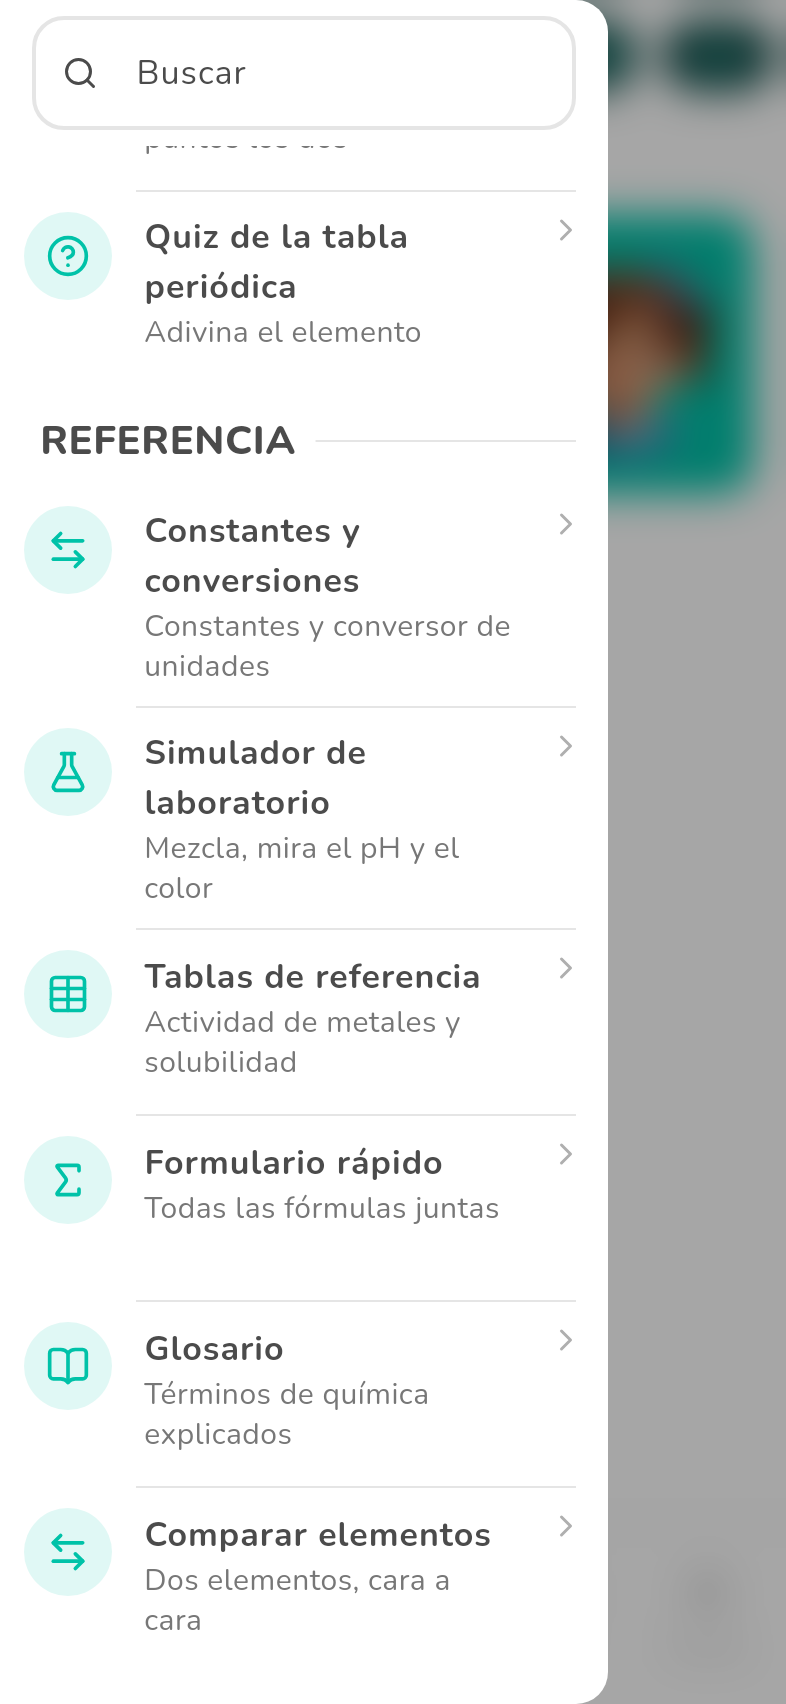 Buscar
Quiz de la tabla
periódica
Adivina el elemento
REFERENCIA
Constantes y
conversiones
Constantes y conversor de
unidades
Simulador de
laboratorio
Mezcla, mira el pH y el
color
Tablas de referencia
Actividad de metales y
solubilidad
Formulario rápido
Todas las fórmulas juntas
Glosario
Términos de química
explicados
Comparar elementos
Dos elementos, cara a
cara